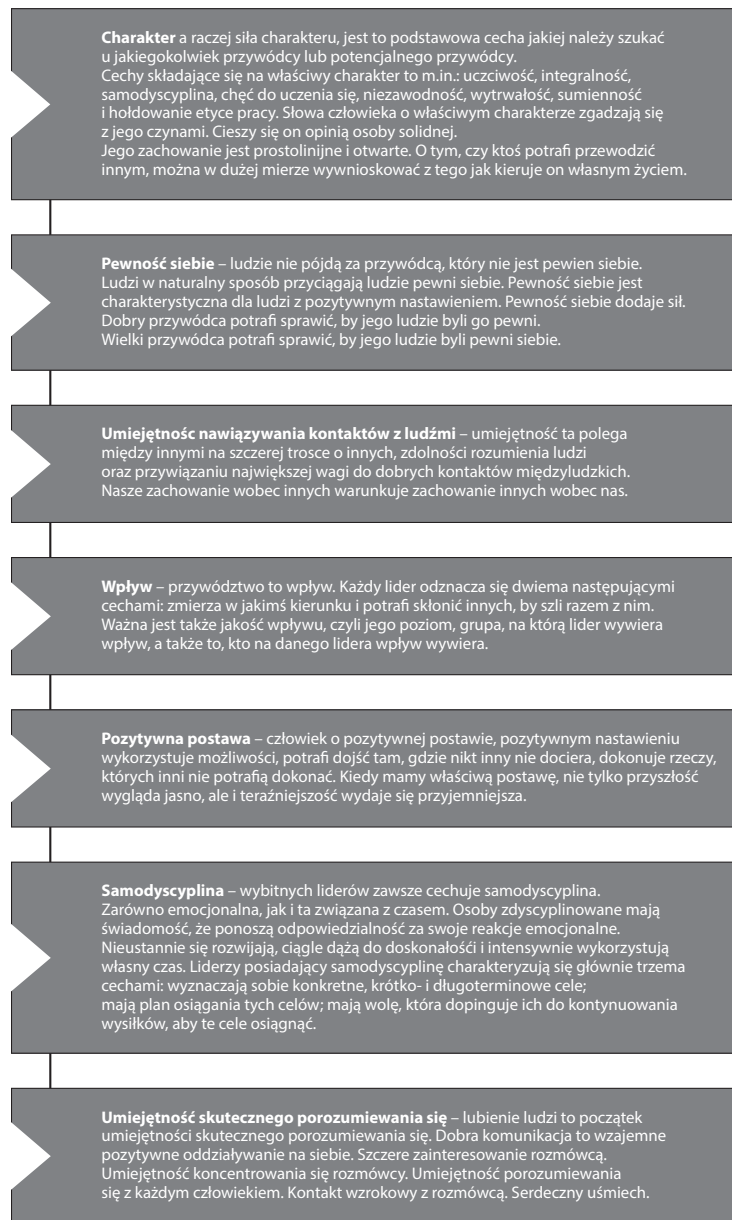 Charakter a raczej siła charakteru, jest to podstawowa cecha jakiej należy szukać
u jakiegokolwiek przywódcy lub potencjalnego przywódcy.
Cechy składające się na właściwy charakter to m.in.: uczciwość, integralność,
samodyscyplina, chęć do uczenia się, niezawodność, wytrwałość, sumienność
i hołdowanie etyce pracy. Słowa człowieka o właściwym charakterze zgadzają się
z jego czynami. Cieszy się on opinią osoby solidnej.
Jego zachowanie jest prostolinijne i otwarte. O tym, czy ktoś potrafi przewodzić
innym, można w dużej mierze wywnioskować z tego jak kieruje on własnym życiem.
Pewność siebie – ludzie nie pójdą za przywódcą, który nie jest pewien siebie.
Ludzi w naturalny sposób przyciągają ludzie pewni siebie. Pewność siebie jest
charakterystyczna dla ludzi z pozytywnym nastawieniem. Pewność siebie dodaje sił.
Dobry przywódca potrafi sprawić, by jego ludzie byli go pewni.
Wielki przywódca potrafi sprawić, by jego ludzie byli pewni siebie.
Umiejętnośc nawiązywania kontaktów z ludźmi – umiejętność ta polega
między innymi na szczerej trosce o innych, zdolności rozumienia ludzi
oraz przywiązaniu największej wagi do dobrych kontaktów międzyludzkich.
Nasze zachowanie wobec innych warunkuje zachowanie innych wobec nas.
Wpływ – przywództwo to wpływ. Każdy lider odznacza się dwiema następującymi
cechami: zmierza w jakimś kierunku i potrafi skłonić innych, by szli razem z nim.
Ważna jest także jakość wpływu, czyli jego poziom, grupa, na którą lider wywiera
wpływ, a także to, kto na danego lidera wpływ wywiera.
Pozytywna postawa – człowiek o pozytywnej postawie, pozytywnym nastawieniu
wykorzystuje możliwości, potrafi dojść tam, gdzie nikt inny nie dociera, dokonuje rzeczy,
których inni nie potrafią dokonać. Kiedy mamy właściwą postawę, nie tylko przyszłość
wygląda jasno, ale i teraźniejszość wydaje się przyjemniejsza.
Samodyscyplina – wybitnych liderów zawsze cechuje samodyscyplina.
Zarówno emocjonalna, jak i ta związana z czasem. Osoby zdyscyplinowane mają
świadomość, że ponoszą odpowiedzialność za swoje reakcje emocjonalne.
Nieustannie się rozwijają, ciągle dążą do doskonałośći i intensywnie wykorzystują
własny czas. Liderzy posiadający samodyscyplinę charakteryzują się głównie trzema
cechami: wyznaczają sobie konkretne, krótko- i długoterminowe cele;
mają plan osiągania tych celów; mają wolę, która dopinguje ich do kontynuowania
wysiłków, aby te cele osiągnąć.
Umiejętność skutecznego porozumiewania się – lubienie ludzi to początek
umiejętności skutecznego porozumiewania się. Dobra komunikacja to wzajemne
pozytywne oddziaływanie na siebie. Szczere zainteresowanie rozmówcą.
Umiejętność koncentrowania się rozmówcy. Umiejętność porozumiewania
się z każdym człowiekiem. Kontakt wzrokowy z rozmówcą. Serdeczny uśmiech.